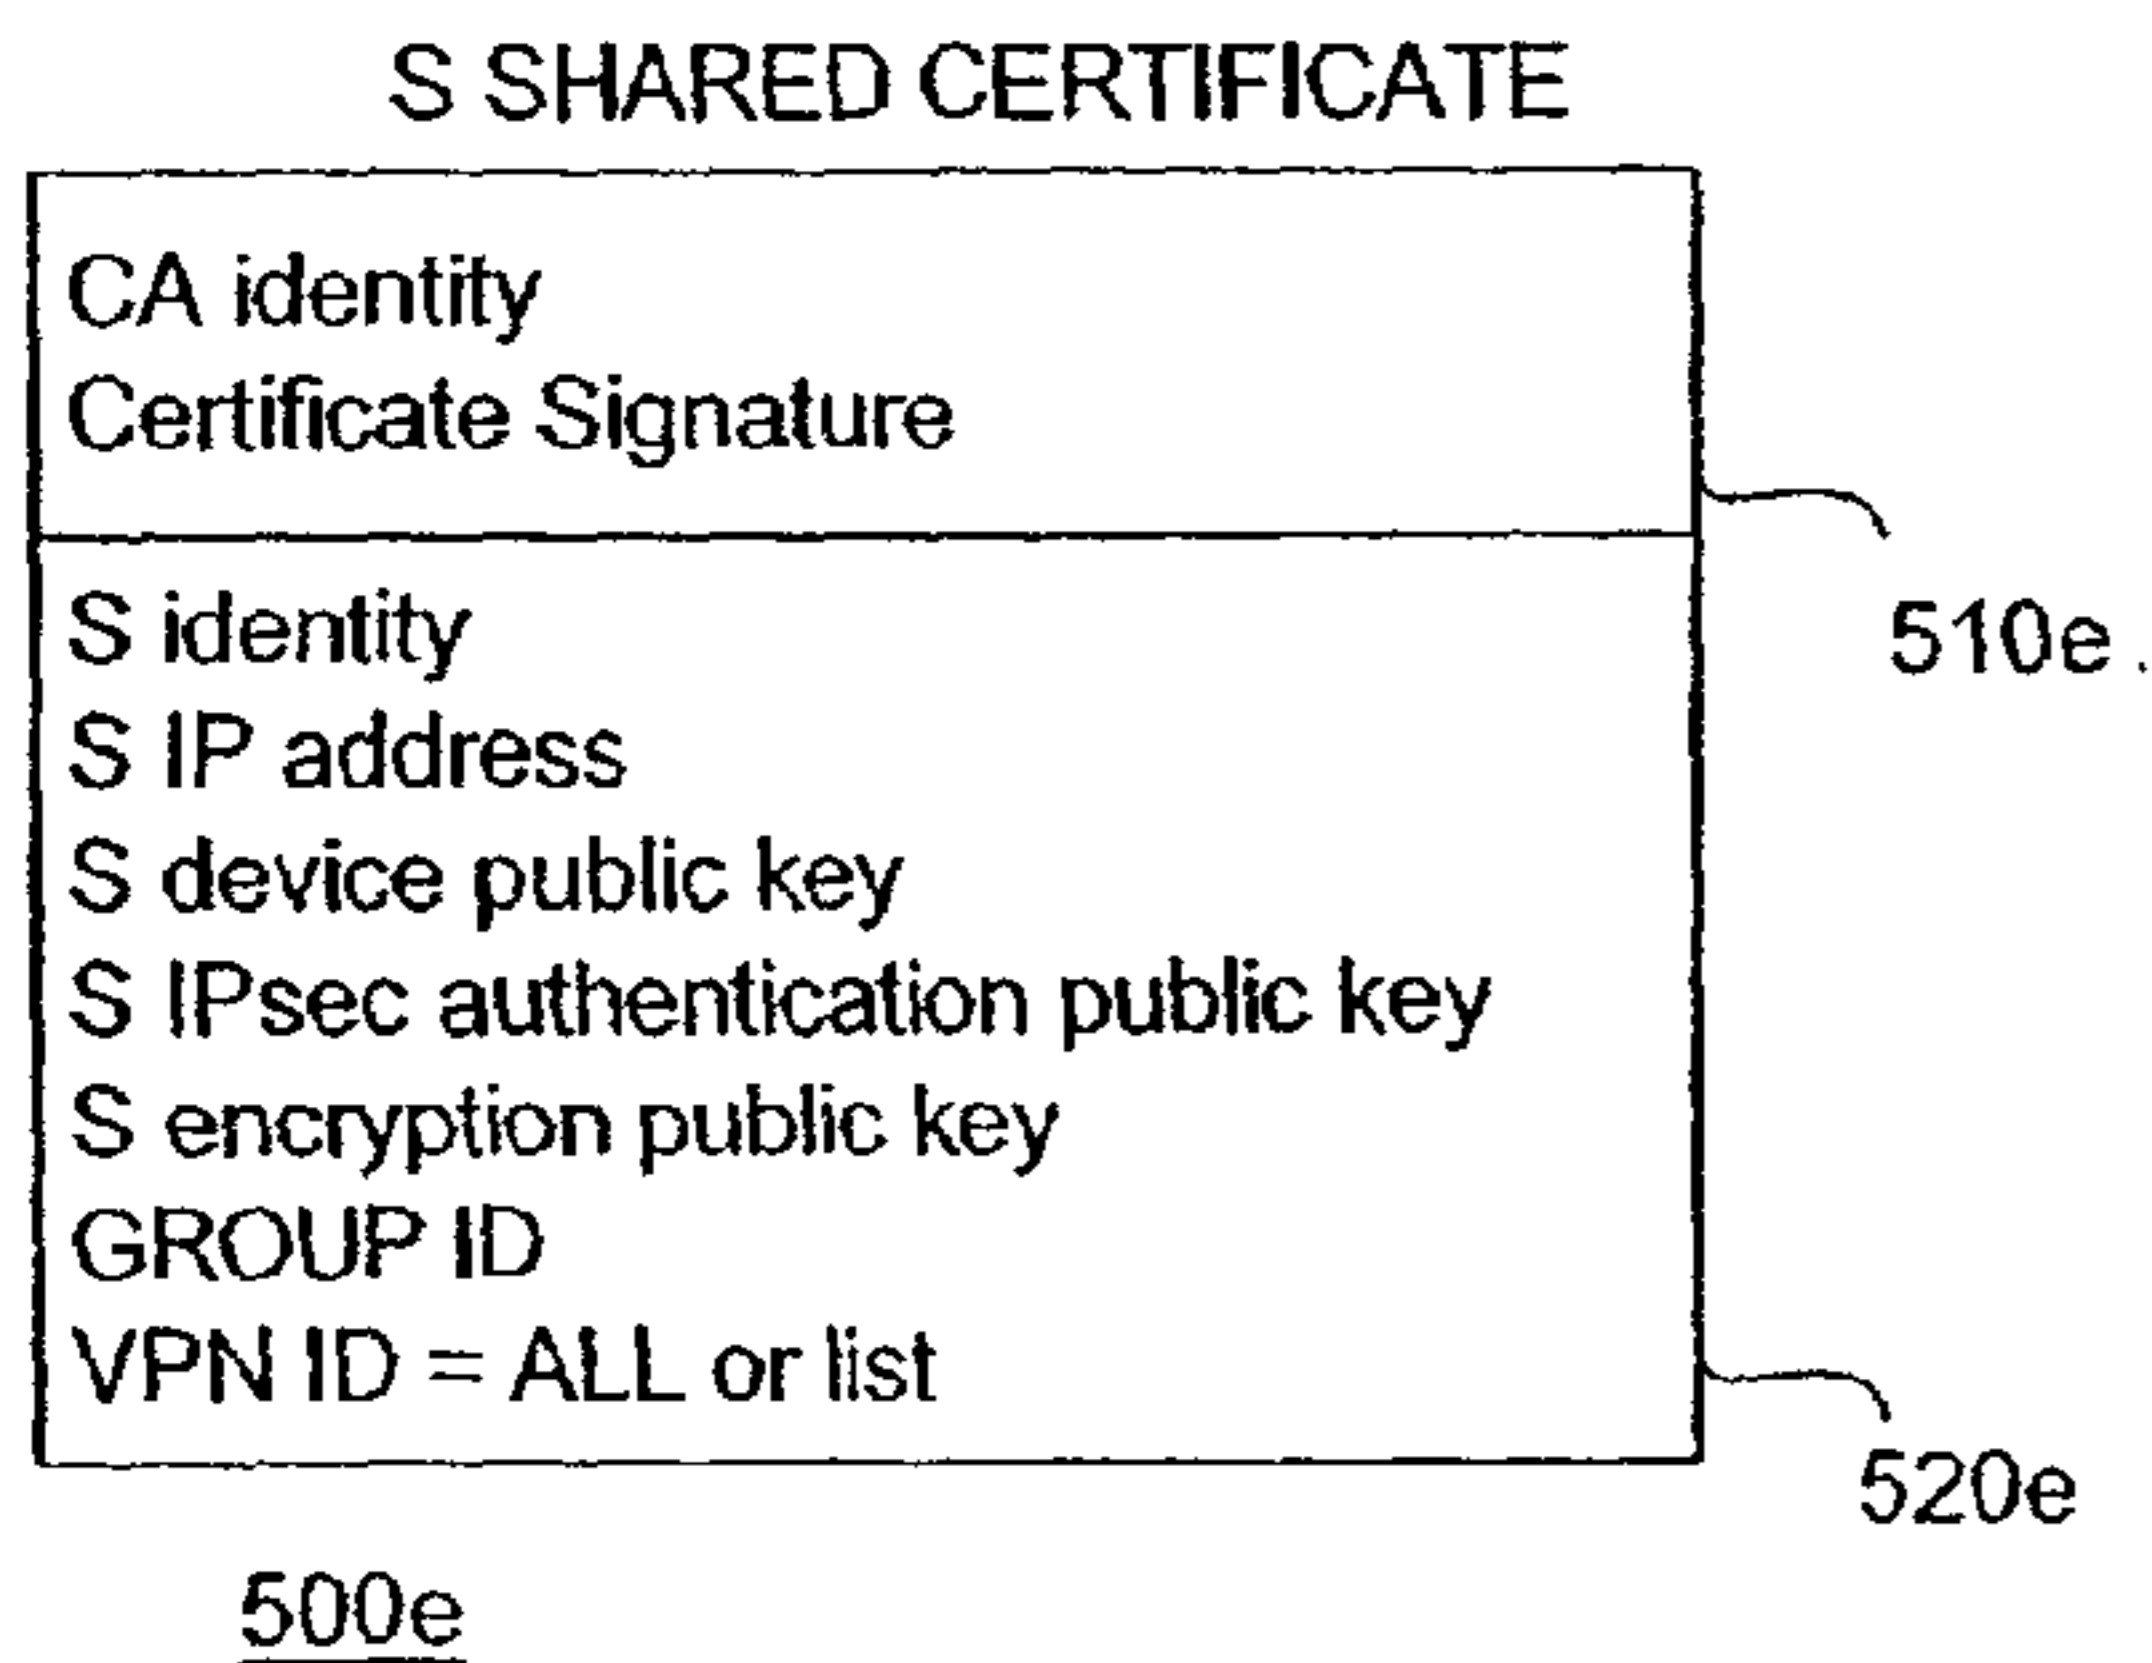 S SHARED CERTIFICATE
CA identity
Certificate Signature
510e.
S identity
S IP address
S device public key
S IPsec authentication public key
S encryption public key
GROUP ID
VPN ID = ALL or list
520e
500e